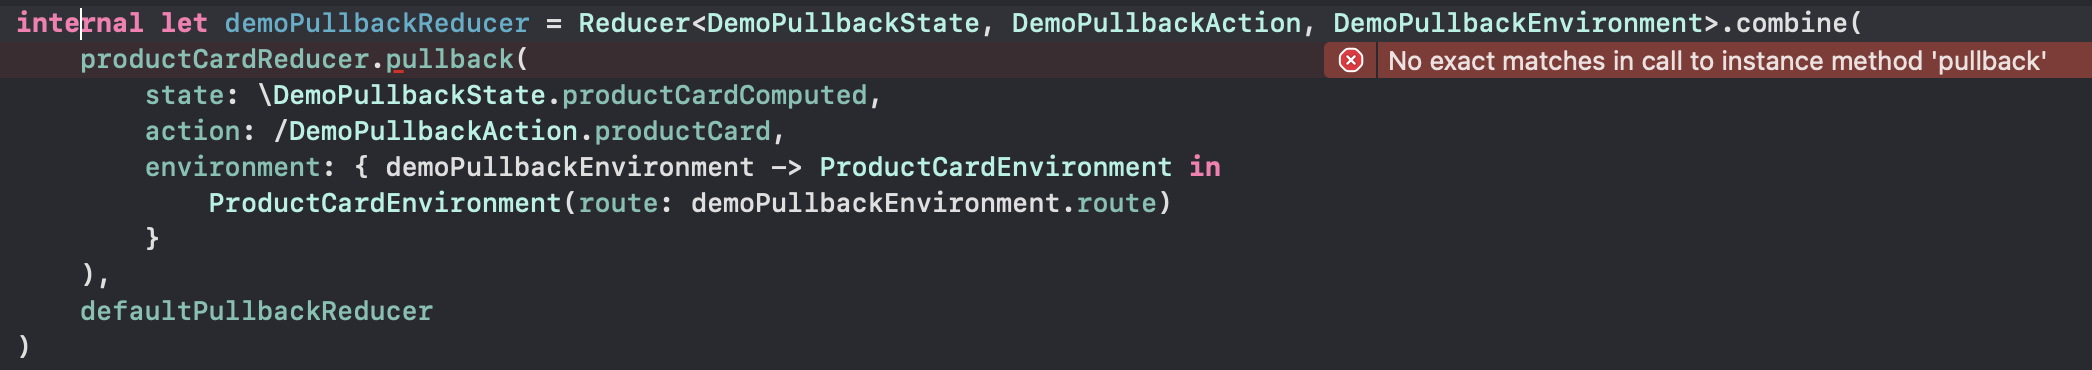 internal let demoPullbackReducer = Reducer<DemoPullbackState, DemoPullbackAction, DemoPullbackEnvironment>.combine(
    productCardReducer.pullback(
No exact matches in call to instance method 'pullback'
        state: \DemoPullbackState.productCardComputed,
        action: /DemoPullbackAction.productCard,
        environment: { demoPullbackEnvironment -> ProductCardEnvironment in
            ProductCardEnvironment(route: demoPullbackEnvironment.route)
        }
    ),
    defaultPullbackReducer
)